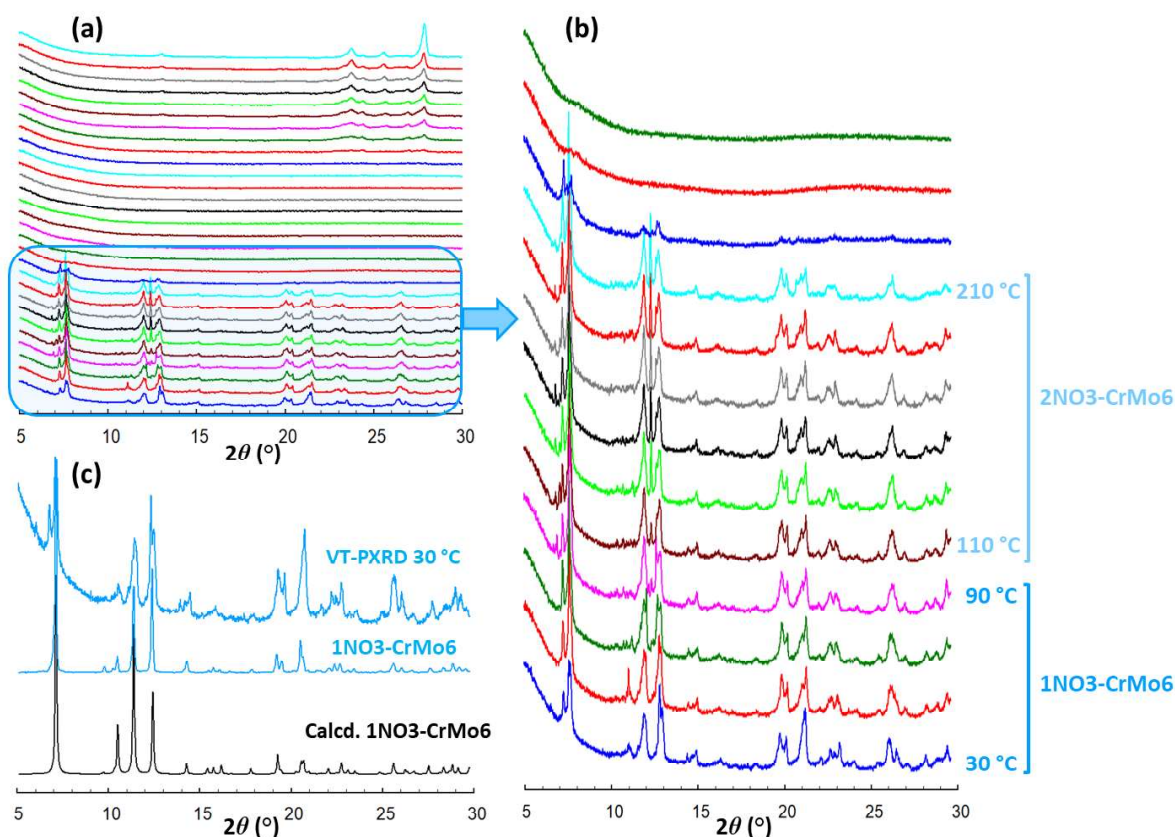 (a)
5 10 15 20 25 30
2θ (°)
(b)
210 °C
2NO3-CrMo6
110 °C
90 °C
1NO3-CrMo6
30 °C
5 10 15 20 25 30
2θ (°)
(c)
VT-PXRD 30 °C
1NO3-CrMo6
Calcd. 1NO3-CrMo6
5 10 15 20 25 30
2θ (°)